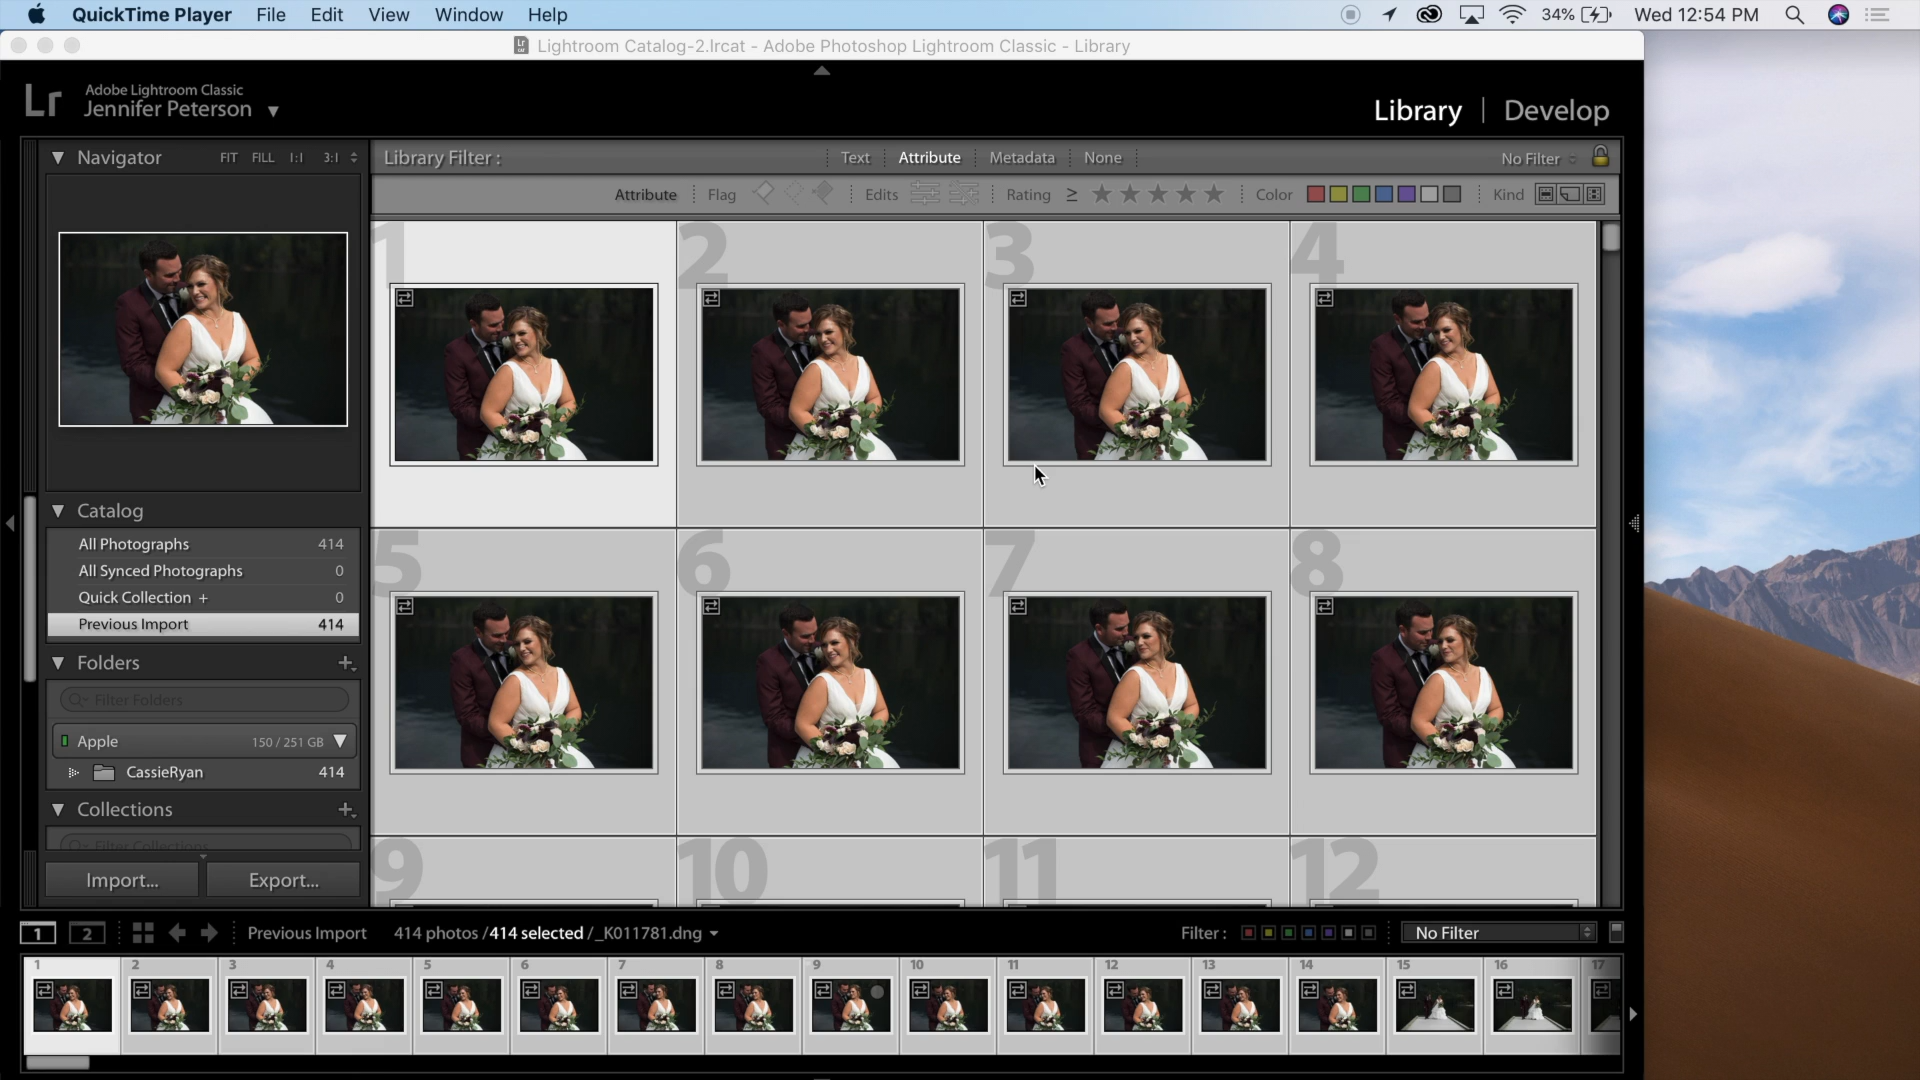 QuickTime Player File Edit View Window Help 34% Wed 12:54 PM
Lr Lightroom Catalog-2.lrcat - Adobe Photoshop Lightroom Classic - Library
Lr Adobe Lightroom Classic
Jennifer Peterson
Library | Develop
Navigator FIT FILL 1:1 3:1
Library Filter : Text Attribute Metadata None No Filter
Attribute Flag Edits Rating ≥ Color Kind
1 2 3 4
5 6 7 8
9 10 11 12
Catalog
All Photographs 414
All Synced Photographs 0
Quick Collection + 0
Previous Import 414
Folders +
Filter Folders
Apple 150 / 251 GB
CassieRyan 414
Collections +
Filter Collections
Import... Export...
1 2 Previous Import 414 photos / 414 selected / _K011781.dng Filter : No Filter
1 2 3 4 5 6 7 8 9 10 11 12 13 14 15 16 17